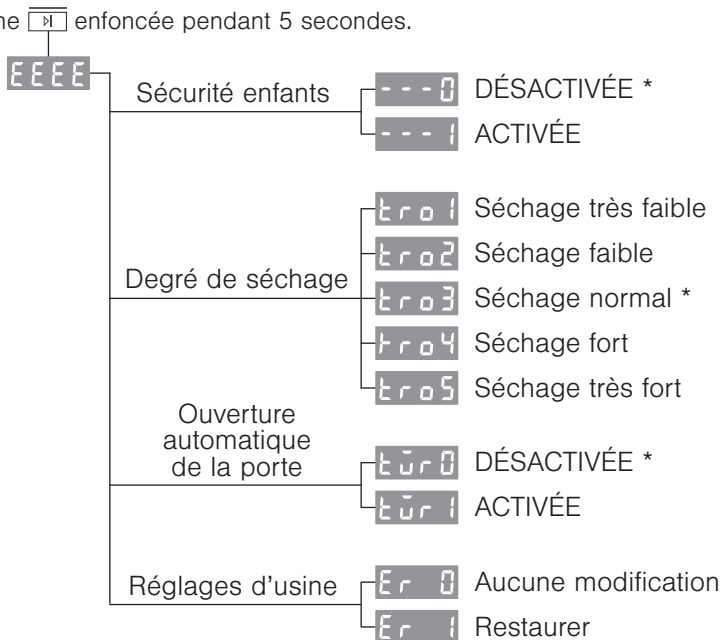 ne enfoncée pendant 5 secondes.
EEEE
Sécurité enfants
---0 DÉSACTIVÉE *
---1 ACTIVÉE
Degré de séchage
tro1 Séchage très faible
tro2 Séchage faible
tro3 Séchage normal *
tro4 Séchage fort
tro5 Séchage très fort
Ouverture
automatique
de la porte
tür0 DÉSACTIVÉE *
tür1 ACTIVÉE
Réglages d'usine
Er 0 Aucune modification
Er 1 Restaurer